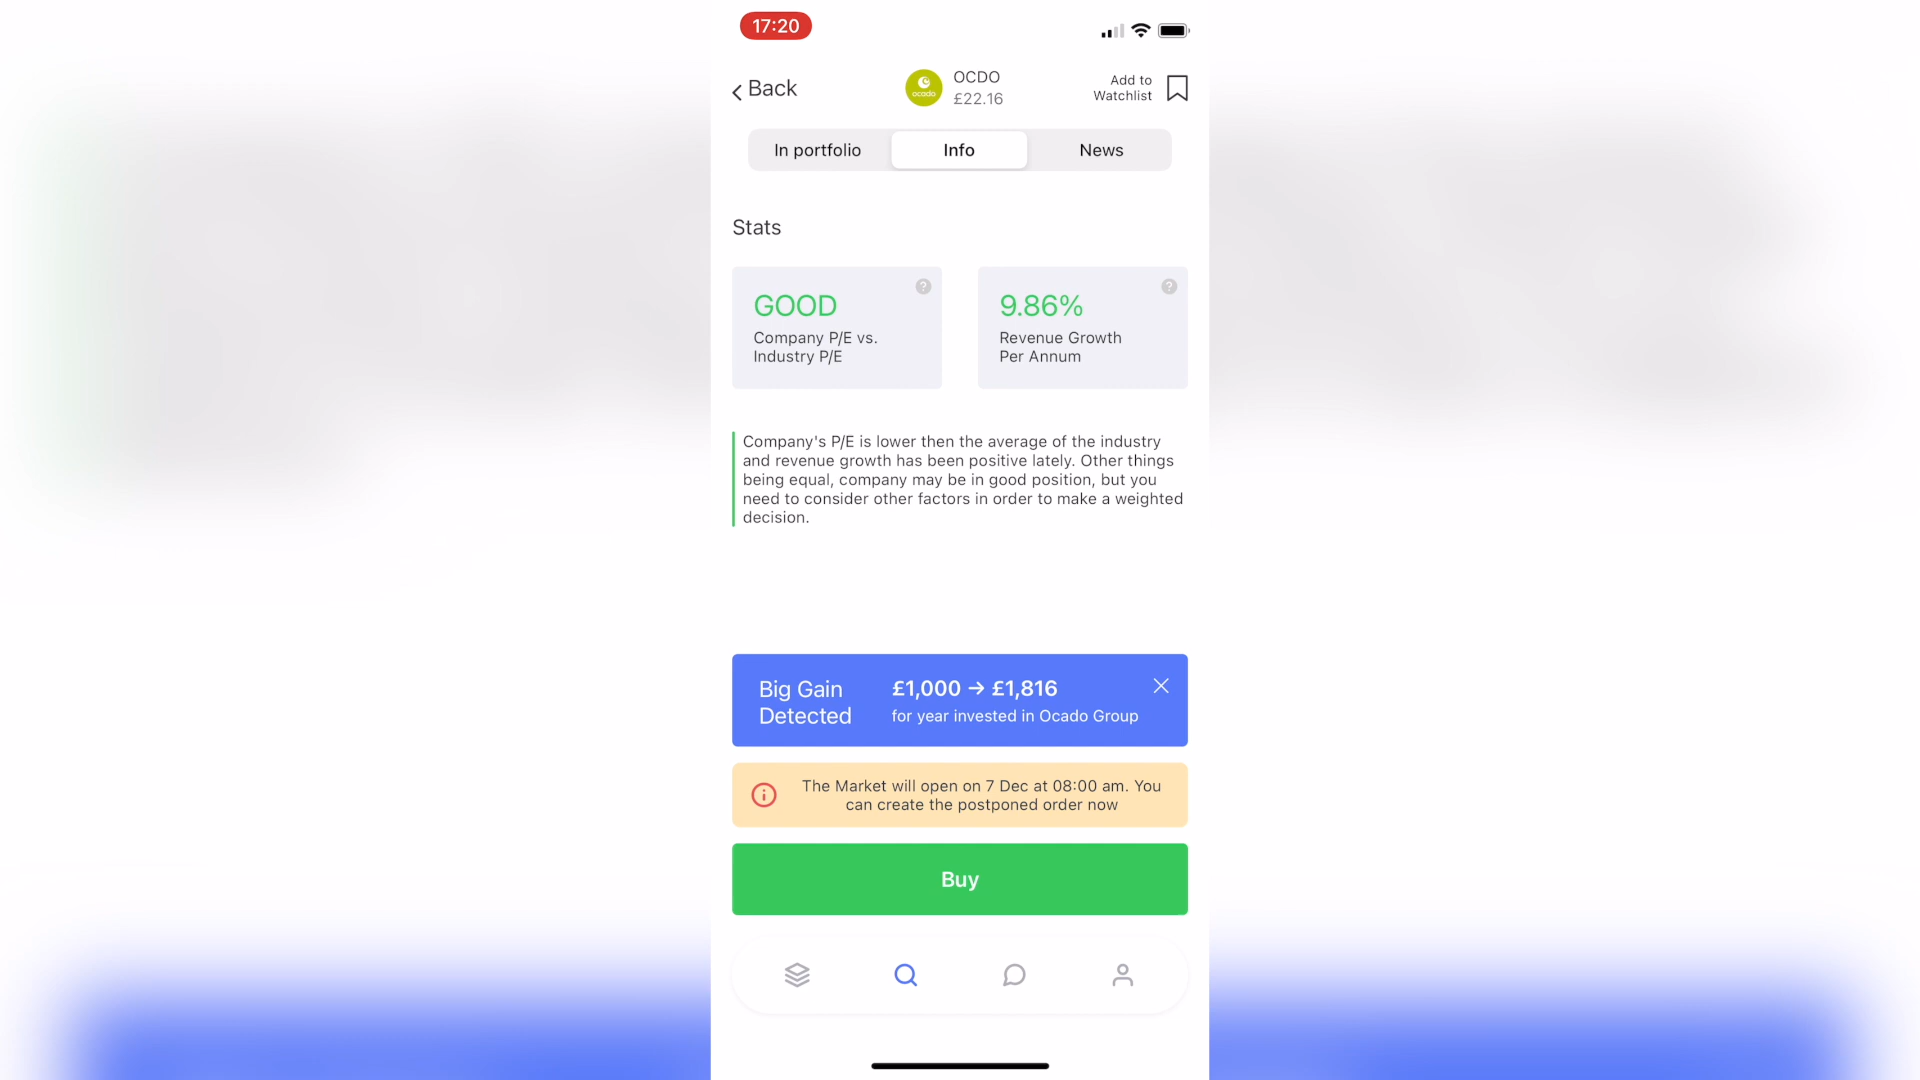 17:20
Back
ocado
OCDO
£22.16
Add to
Watchlist
In portfolio
Info
News
Stats
GOOD
Company P/E vs.
Industry P/E
?
9.86%
Revenue Growth
Per Annum
?
Company's P/E is lower then the average of the industry
and revenue growth has been positive lately. Other things
being equal, company may be in good position, but you
need to consider other factors in order to make a weighted
decision.
Big Gain
Detected
£1,000 → £1,816
for year invested in Ocado Group
The Market will open on 7 Dec at 08:00 am. You
can create the postponed order now
Buy